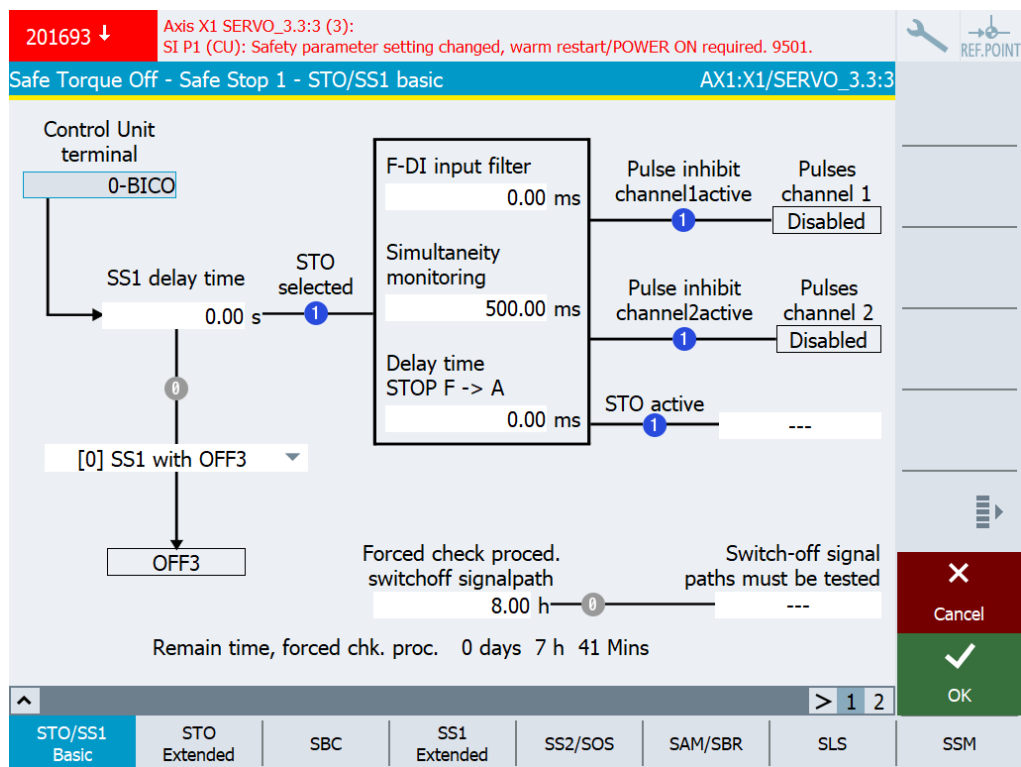 201693
Axis X1 SERVO_3.3:3 (3):
SI P1 (CU): Safety parameter setting changed, warm restart/POWER ON required. 9501.
REF.POINT
Safe Torque Off - Safe Stop 1 - STO/SS1 basic
AX1:X1/SERVO_3.3:3
Control Unit
terminal
0-BICO
SS1 delay time
0.00 s
STO
selected
1
F-DI input filter
0.00 ms
Simultaneity
monitoring
500.00 ms
Delay time
STOP F -> A
0.00 ms
Pulse inhibit
channel1active
1
Pulses
channel 1
Disabled
Pulse inhibit
channel2active
1
Pulses
channel 2
Disabled
STO active
1
---
0
[0] SS1 with OFF3
OFF3
Forced check proced.
switchoff signalpath
8.00 h
0
Switch-off signal
paths must be tested
---
Remain time, forced chk. proc. 0 days 7 h 41 Mins
Cancel
OK
> 1 2
STO/SS1
Basic
STO
Extended
SBC
SS1
Extended
SS2/SOS
SAM/SBR
SLS
SSM